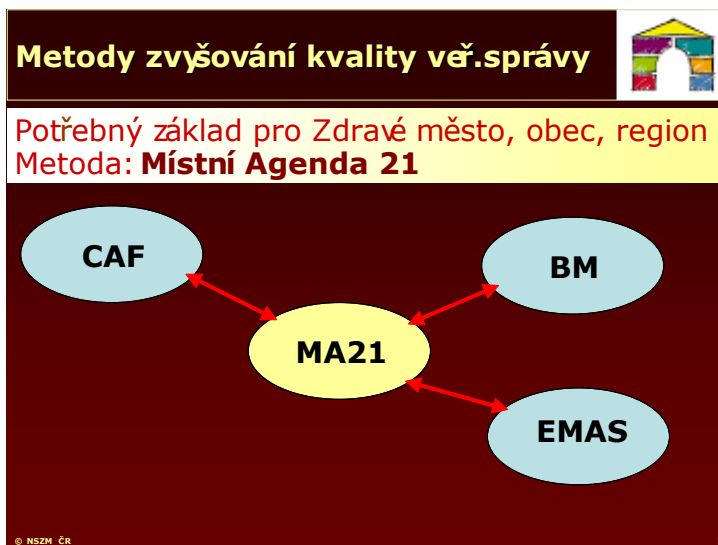 Metody zvyšování kvality veř.správy
Potřebný základ pro Zdravé město, obec, region
Metoda: Místní Agenda 21
CAF
BM
MA21
EMAS
© NSZM ČR